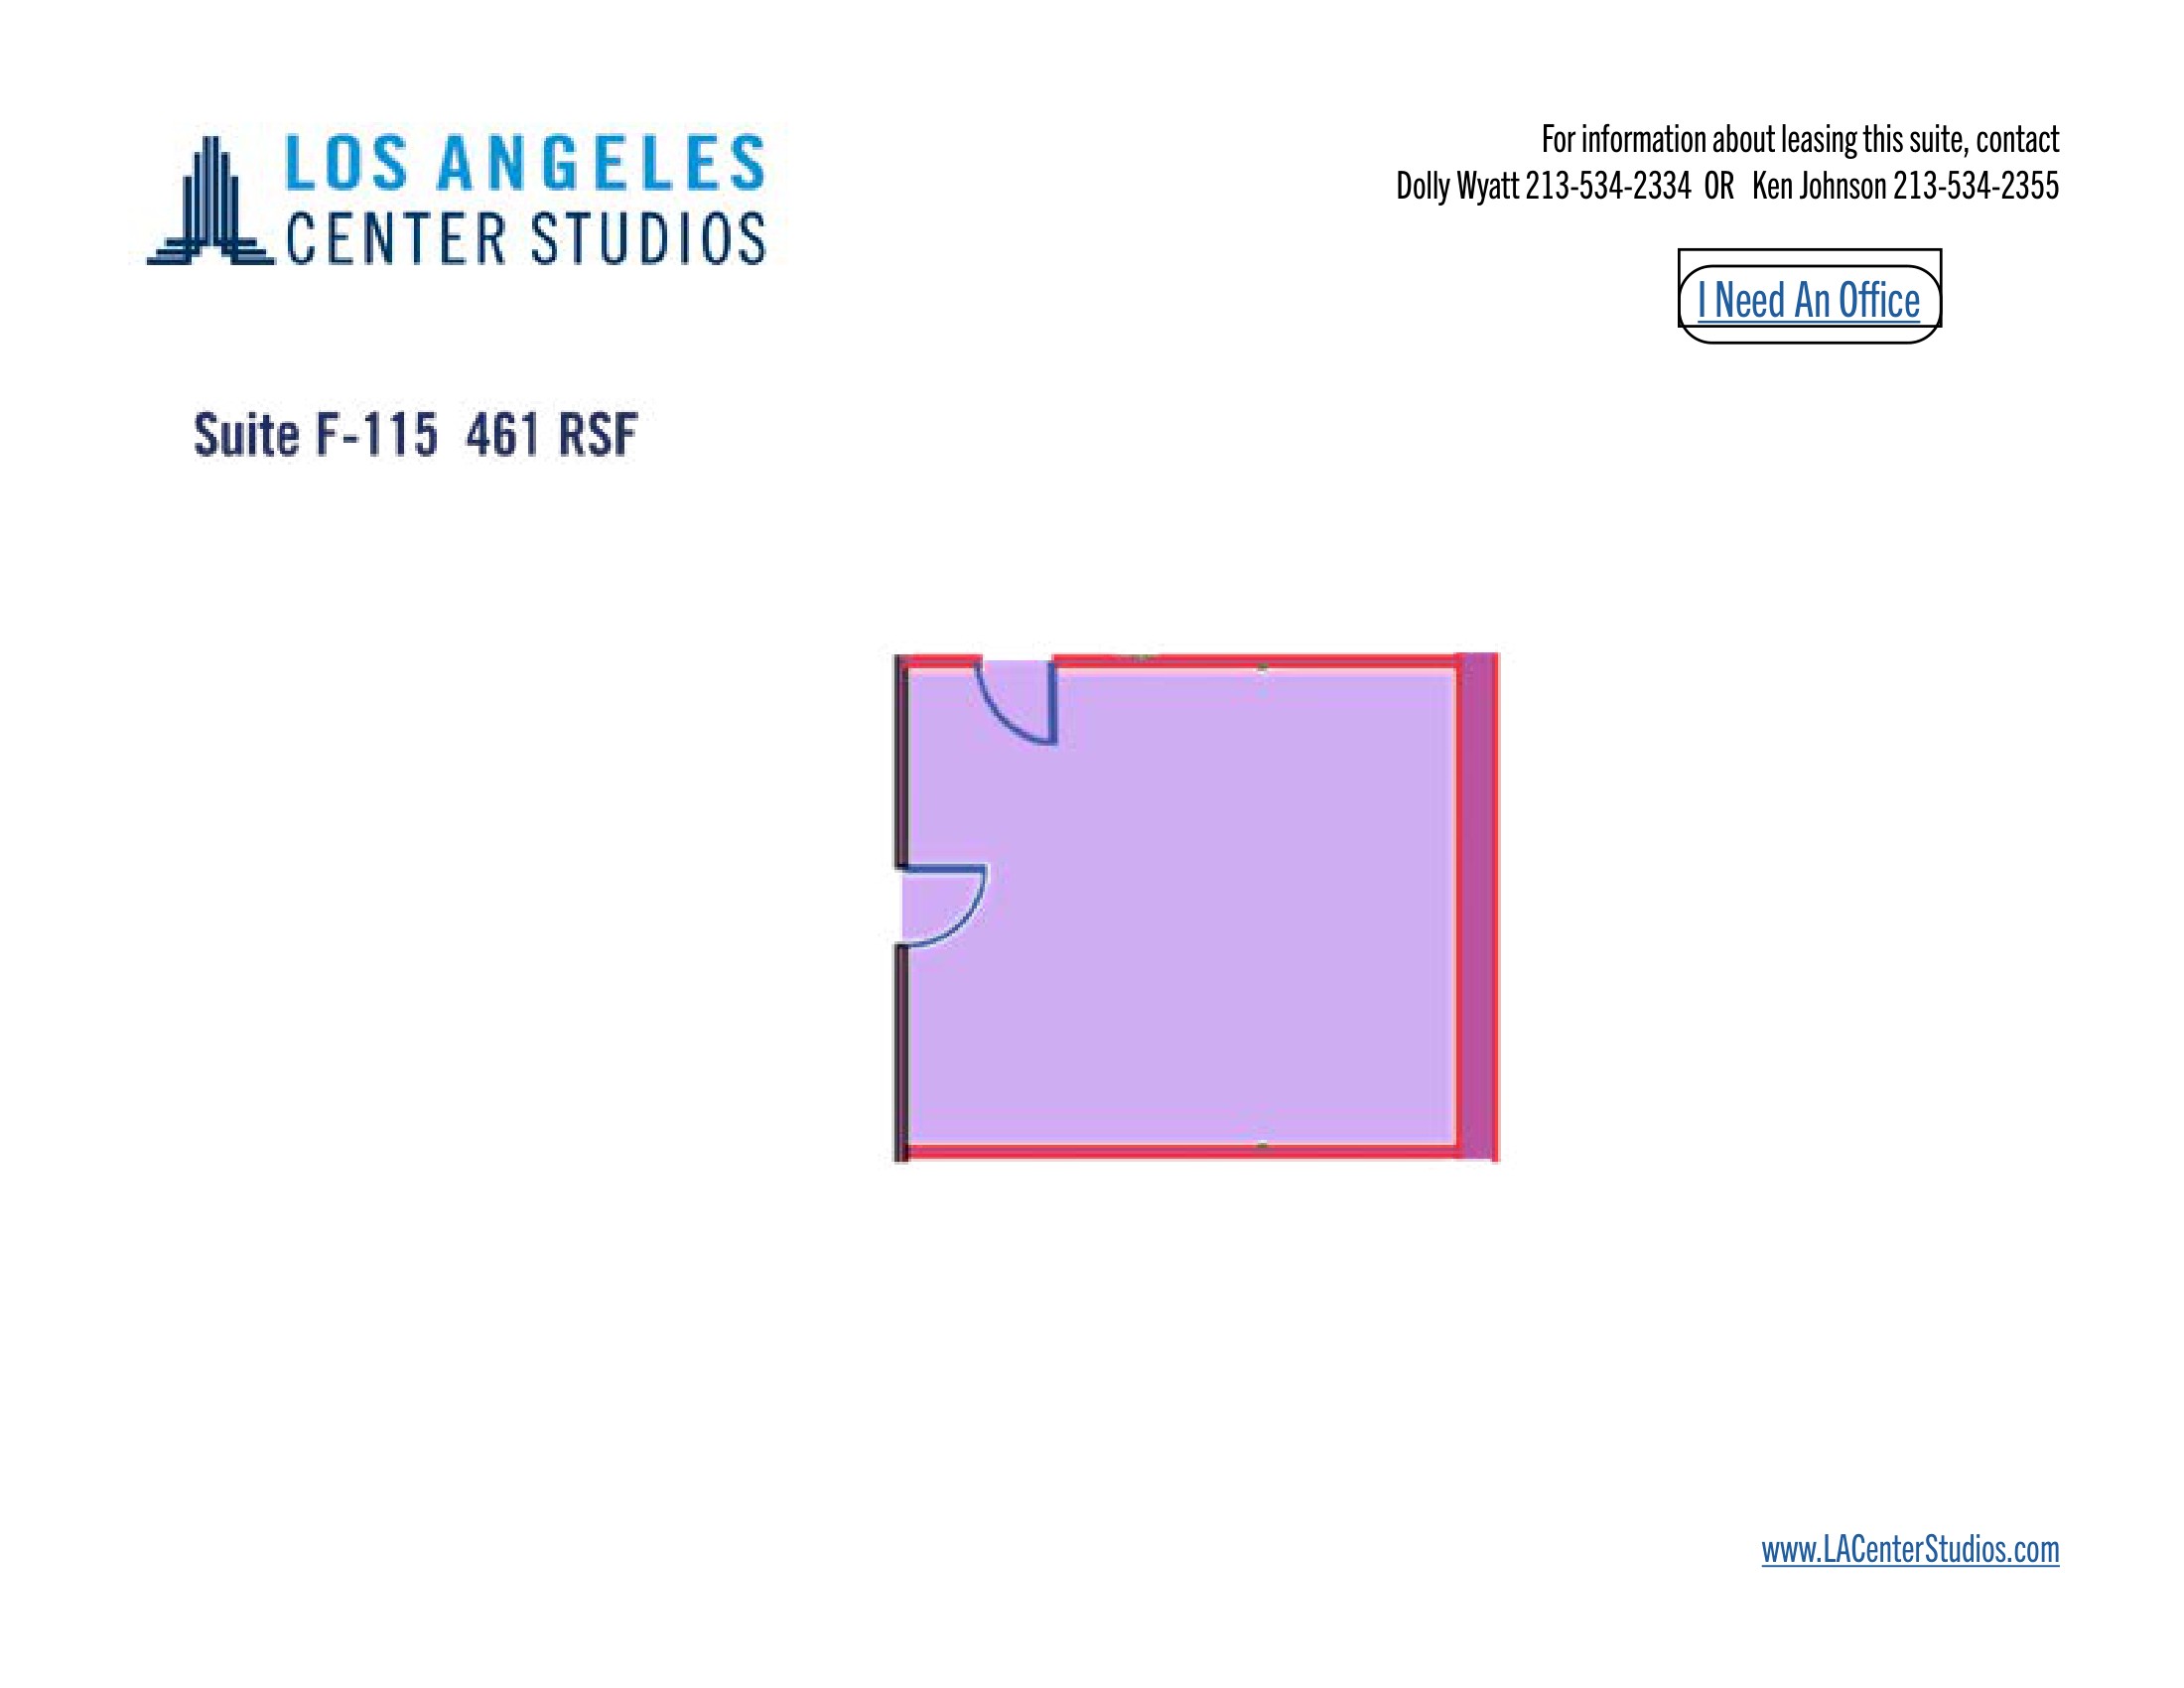 LOS ANGELES
CENTER STUDIOS
For information about leasing this suite, contact
Dolly Wyatt 213-534-2334 OR Ken Johnson 213-534-2355
I Need An Office
Suite F-115 461 RSF
www.LACenterStudios.com